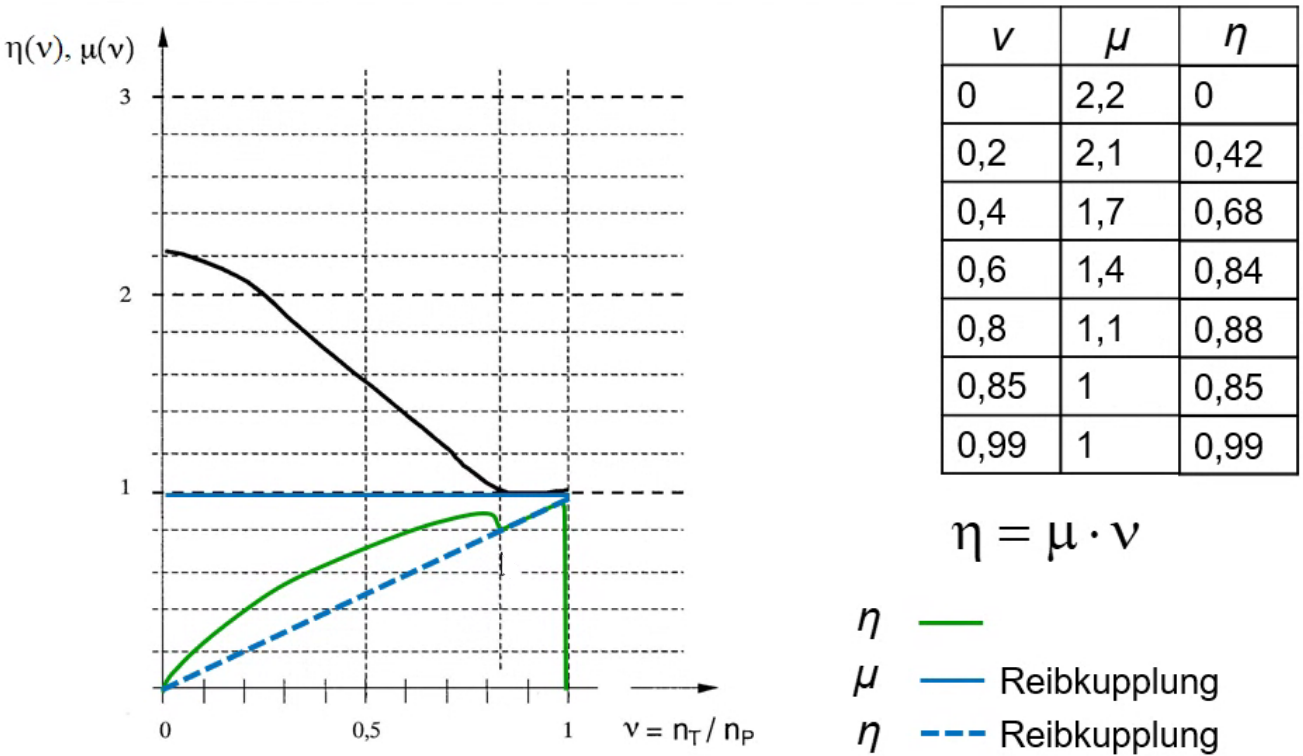 η(ν), μ(ν)
3
2
1
0
0,5
1
ν = nT / nP
ν μ η
0 2,2 0
0,2 2,1 0,42
0,4 1,7 0,68
0,6 1,4 0,84
0,8 1,1 0,88
0,85 1 0,85
0,99 1 0,99
η = μ · ν
η
μ Reibkupplung
η Reibkupplung